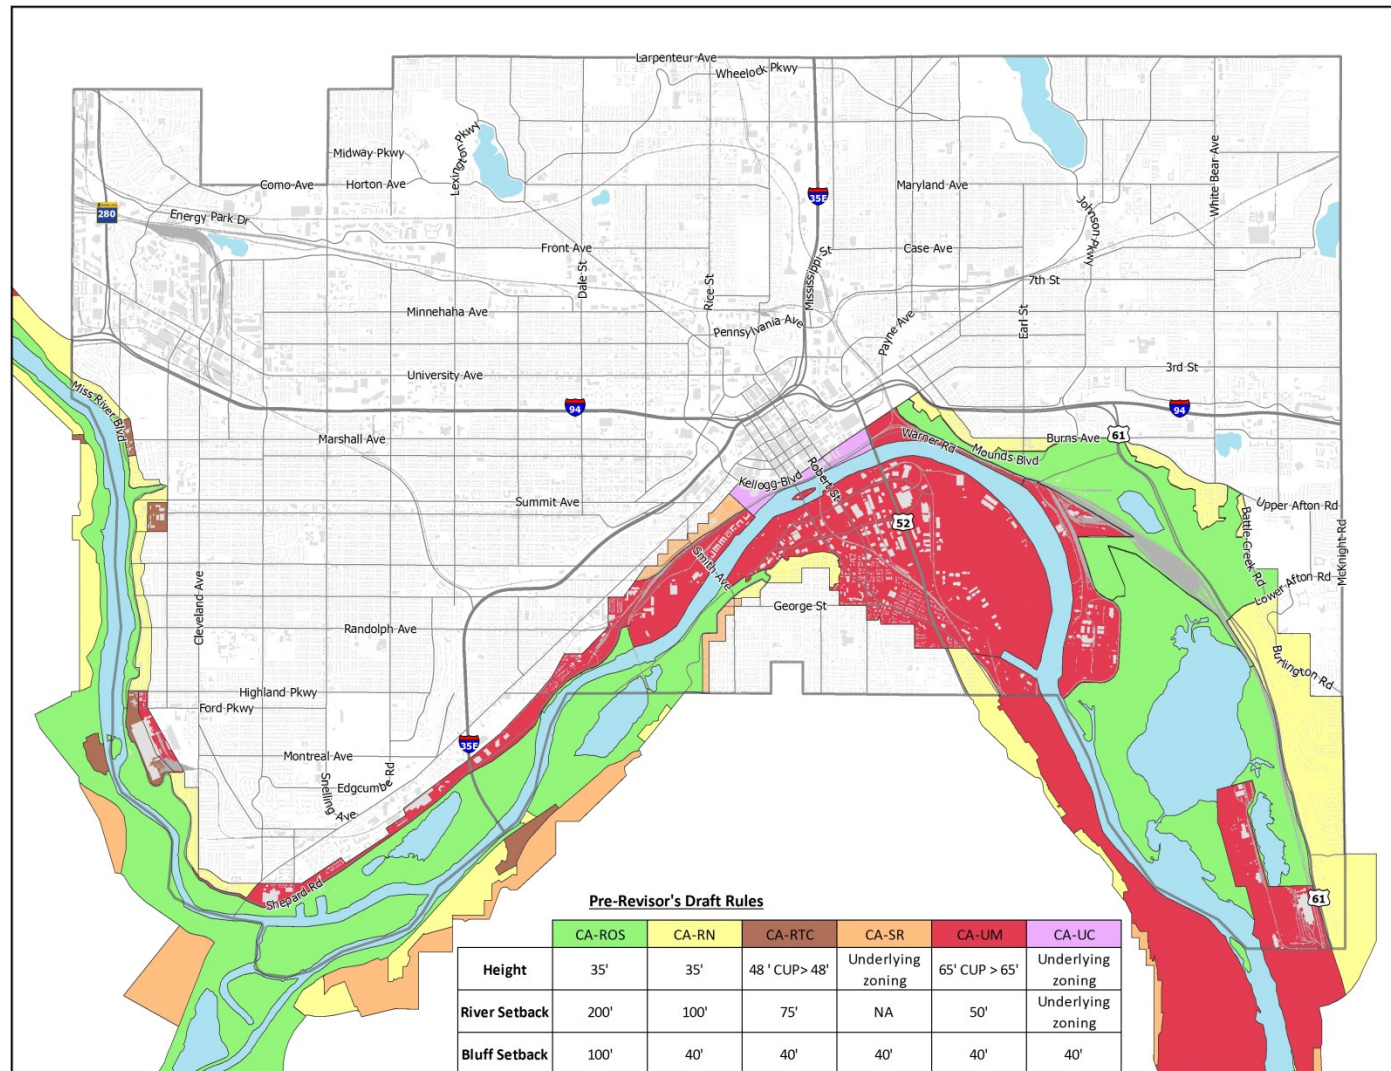 Larpenteur Ave
Wheelock Pkwy
Lexington Pkwy
Midway Pkwy
Como Ave
Horton Ave
Maryland Ave
White Bear Ave
35E
280
Energy Park Dr
Johnson Pkwy
Front Ave
Dale St
Rice St
Mississippi St
Case Ave
7th St
Minnehaha Ave
Pennsylvania Ave
Payne Ave
Earl St
University Ave
3rd St
Miss River Blvd
94
94
Marshall Ave
61
Burns Ave
Warner Rd
Mounds Blvd
Kellogg Blvd
Robert St
Summit Ave
Upper Afton Rd
52
Battle Creek Rd
McKnight Rd
Smith Ave
Lower Afton Rd
Cleveland Ave
George St
Randolph Ave
Burlington Rd
Highland Pkwy
Ford Pkwy
35E
Montreal Ave
Snelling Ave
Edgcumbe Rd
Shepard Rd
61
Pre-Revisor's Draft Rules
CA-ROS CA-RN CA-RTC CA-SR CA-UM CA-UC
Height 35' 35' 48 ' CUP> 48' Underlying zoning 65' CUP > 65' Underlying zoning
River Setback 200' 100' 75' NA 50' Underlying zoning
Bluff Setback 100' 40' 40' 40' 40' 40'